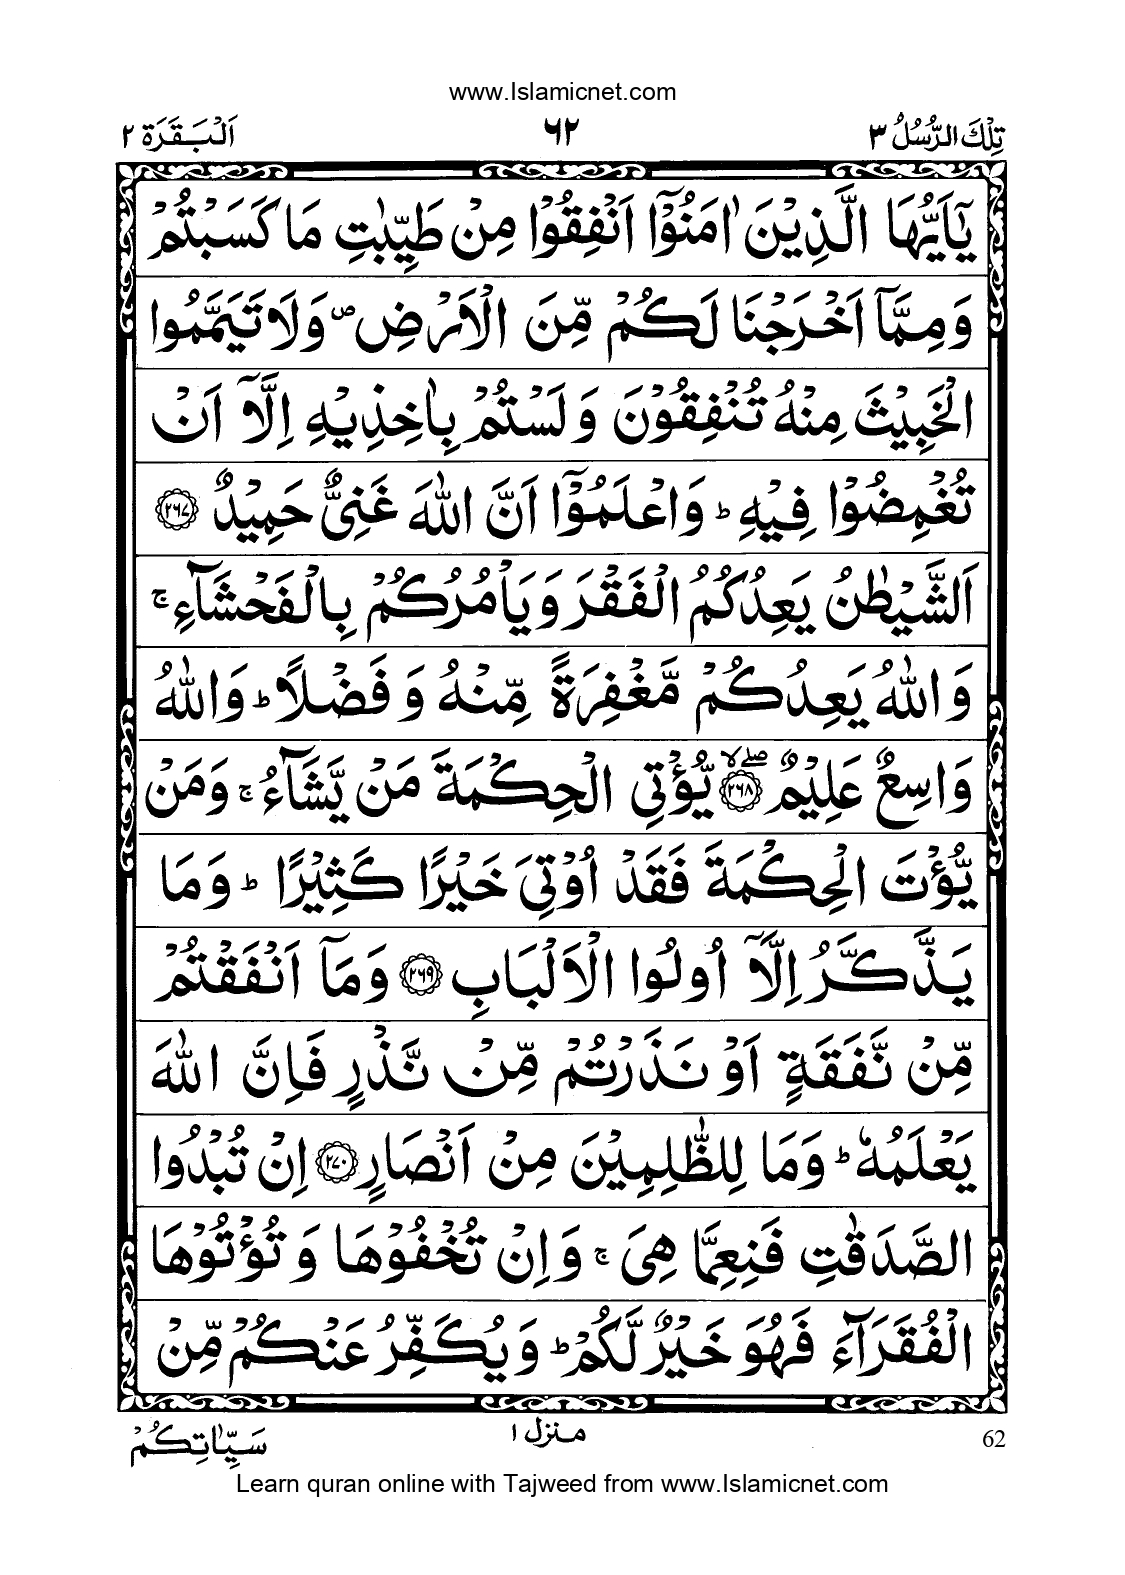 www.Islamicnet.com
تِلْكَ الرُّسُلُ ٣
٦٢
اَلْبَقَرَة ٢
يٰۤاَيُّهَا الَّذِيْنَ اٰمَنُوْۤا اَنْفِقُوْا مِنْ طَيِّبٰتِ مَا كَسَبْتُمْ
وَمِمَّاۤ اَخْرَجْنَا لَكُمْ مِّنَ الْاَرْضِ ۪ وَلَا تَيَمَّمُوا
الْخَبِيْثَ مِنْهُ تُنْفِقُوْنَ وَلَسْتُمْ بِاٰخِذِيْهِ اِلَّاۤ اَنْ
تُغْمِضُوْا فِيْهِ ؕ وَاعْلَمُوْۤا اَنَّ اللّٰهَ غَنِيٌّ حَمِيْدٌ ﴿٢٦٧﴾
اَلشَّيْطٰنُ يَعِدُكُمُ الْفَقْرَ وَيَاْمُرُكُمْ بِالْفَحْشَآءِ ۚ
وَاللّٰهُ يَعِدُكُمْ مَّغْفِرَةً مِّنْهُ وَفَضْلًا ؕ وَاللّٰهُ
وَاسِعٌ عَلِيْمٌ ﴿٢٦٨﴾ ۖۙ يُّؤْتِي الْحِكْمَةَ مَنْ يَّشَآءُ ۚ وَمَنْ
يُّؤْتَ الْحِكْمَةَ فَقَدْ اُوْتِيَ خَيْرًا كَثِيْرًا ؕ وَمَا
يَذَّكَّرُ اِلَّاۤ اُولُوا الْاَلْبَابِ ﴿٢٦٩﴾ وَمَاۤ اَنْفَقْتُمْ
مِّنْ نَّفَقَةٍ اَوْ نَذَرْتُمْ مِّنْ نَّذْرٍ فَاِنَّ اللّٰهَ
يَعْلَمُهٗ ؕ وَمَا لِلظّٰلِمِيْنَ مِنْ اَنْصَارٍ ﴿٢٧٠﴾ اِنْ تُبْدُوا
الصَّدَقٰتِ فَنِعِمَّا هِيَ ۚ وَاِنْ تُخْفُوْهَا وَتُؤْتُوْهَا
الْفُقَرَآءَ فَهُوَ خَيْرٌ لَّكُمْ ؕ وَيُكَفِّرُ عَنْكُمْ مِّنْ
سَيِّاٰتِكُمْ
منزل ١
62
Learn quran online with Tajweed from www.Islamicnet.com